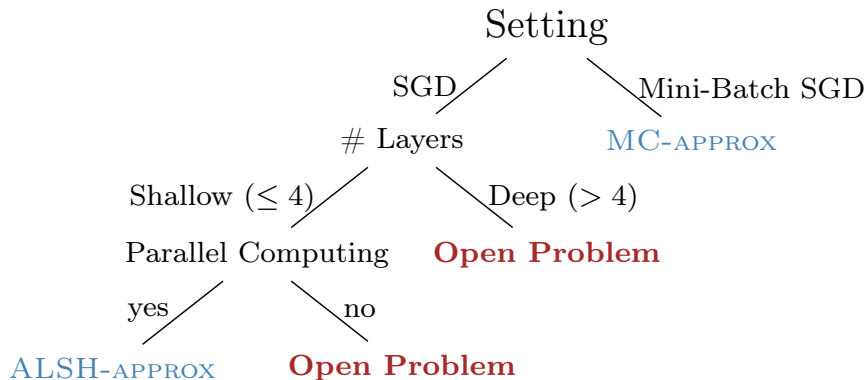 Setting
SGD
Mini-Batch SGD
# Layers
MC-APPROX
Shallow (≤ 4)
Deep (> 4)
Parallel Computing
Open Problem
yes
no
ALSH-APPROX
Open Problem